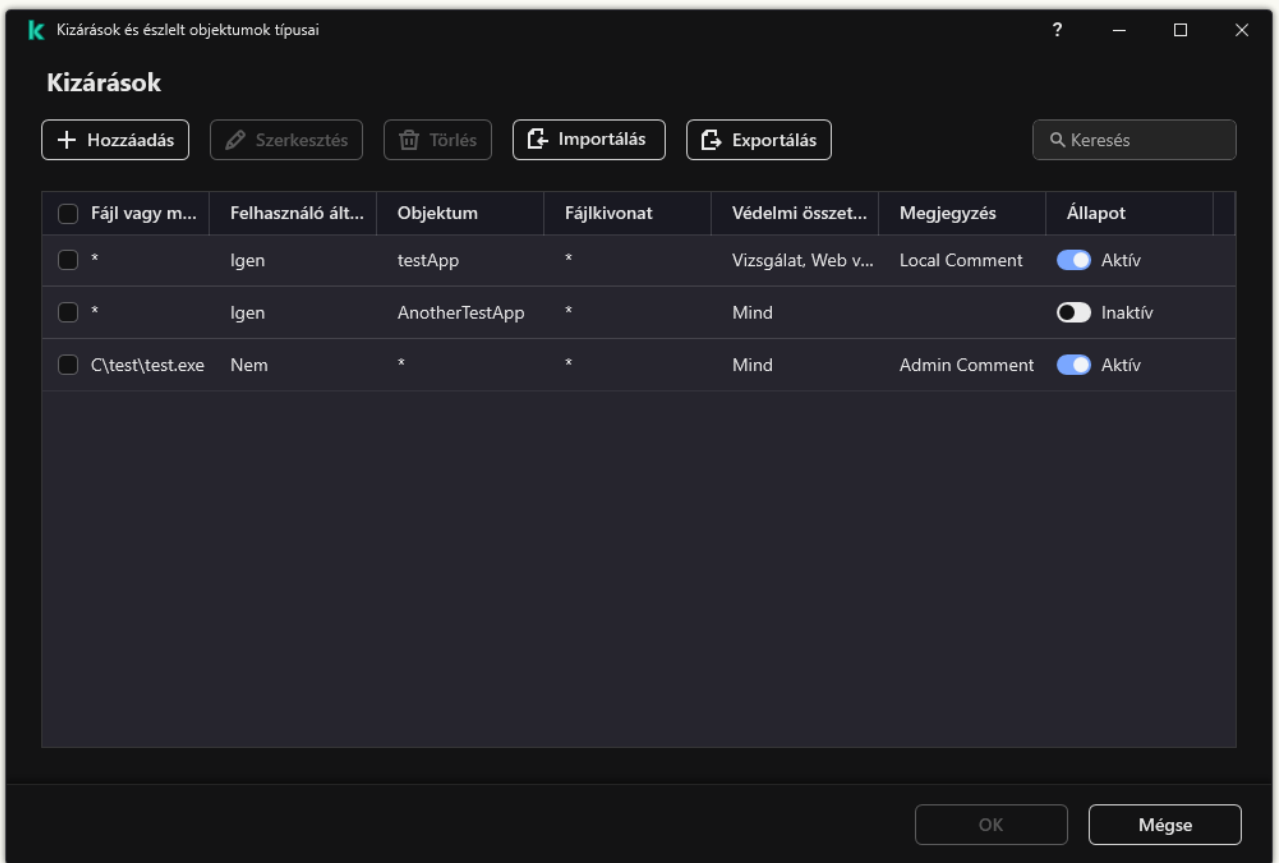 Kizárások és észlelt objektumok típusai ?
Kizárások
Hozzáadás Szerkesztés Törlés Importálás Exportálás Keresés
Fájl vagy m... Felhasználó ált... Objektum Fájlkivonat Védelmi összet... Megjegyzés Állapot
* Igen testApp * Vizsgálat, Web v... Local Comment Aktív
* Igen AnotherTestApp * Mind Inaktív
C\test\test.exe Nem * * Mind Admin Comment Aktív
OK Mégse